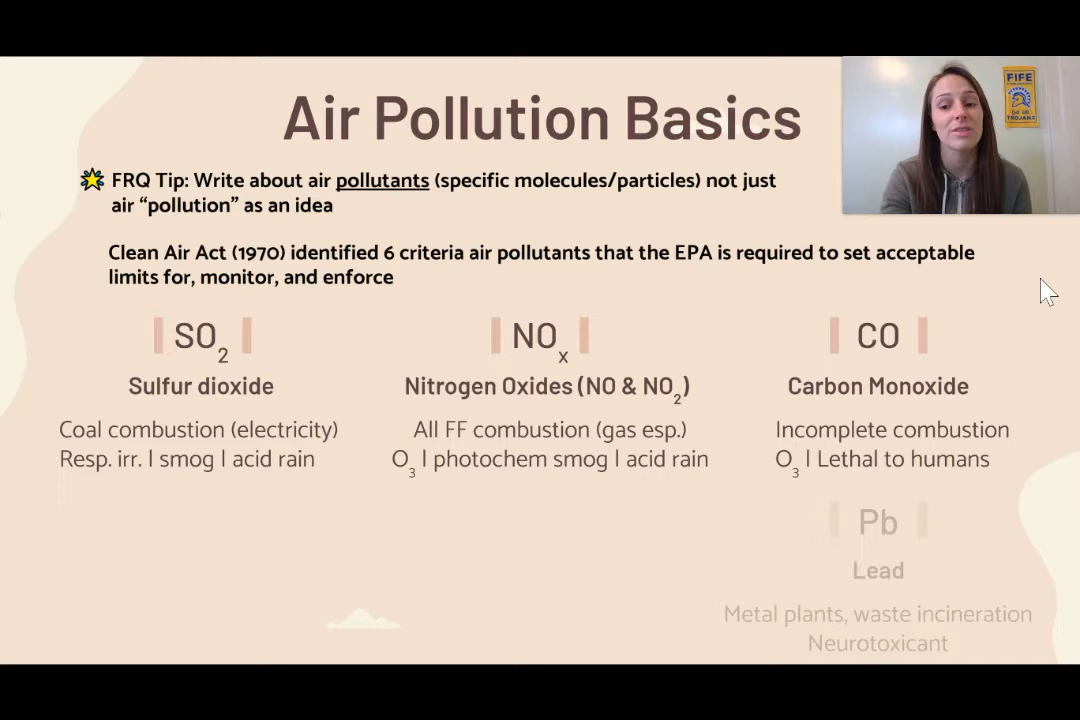 Air Pollution Basics
FIFE
Go on
TROJANS
FRQ Tip: Write about air pollutants (specific molecules/particles) not just
air “pollution” as an idea
Clean Air Act (1970) identified 6 criteria air pollutants that the EPA is required to set acceptable
limits for, monitor, and enforce
SO2
Sulfur dioxide
Coal combustion (electricity)
Resp. irr. | smog | acid rain
NOx
Nitrogen Oxides (NO & NO2)
All FF combustion (gas esp.)
O3 | photochem smog | acid rain
CO
Carbon Monoxide
Incomplete combustion
O3 | Lethal to humans
Pb
Lead
Metal plants, waste incineration
Neurotoxicant